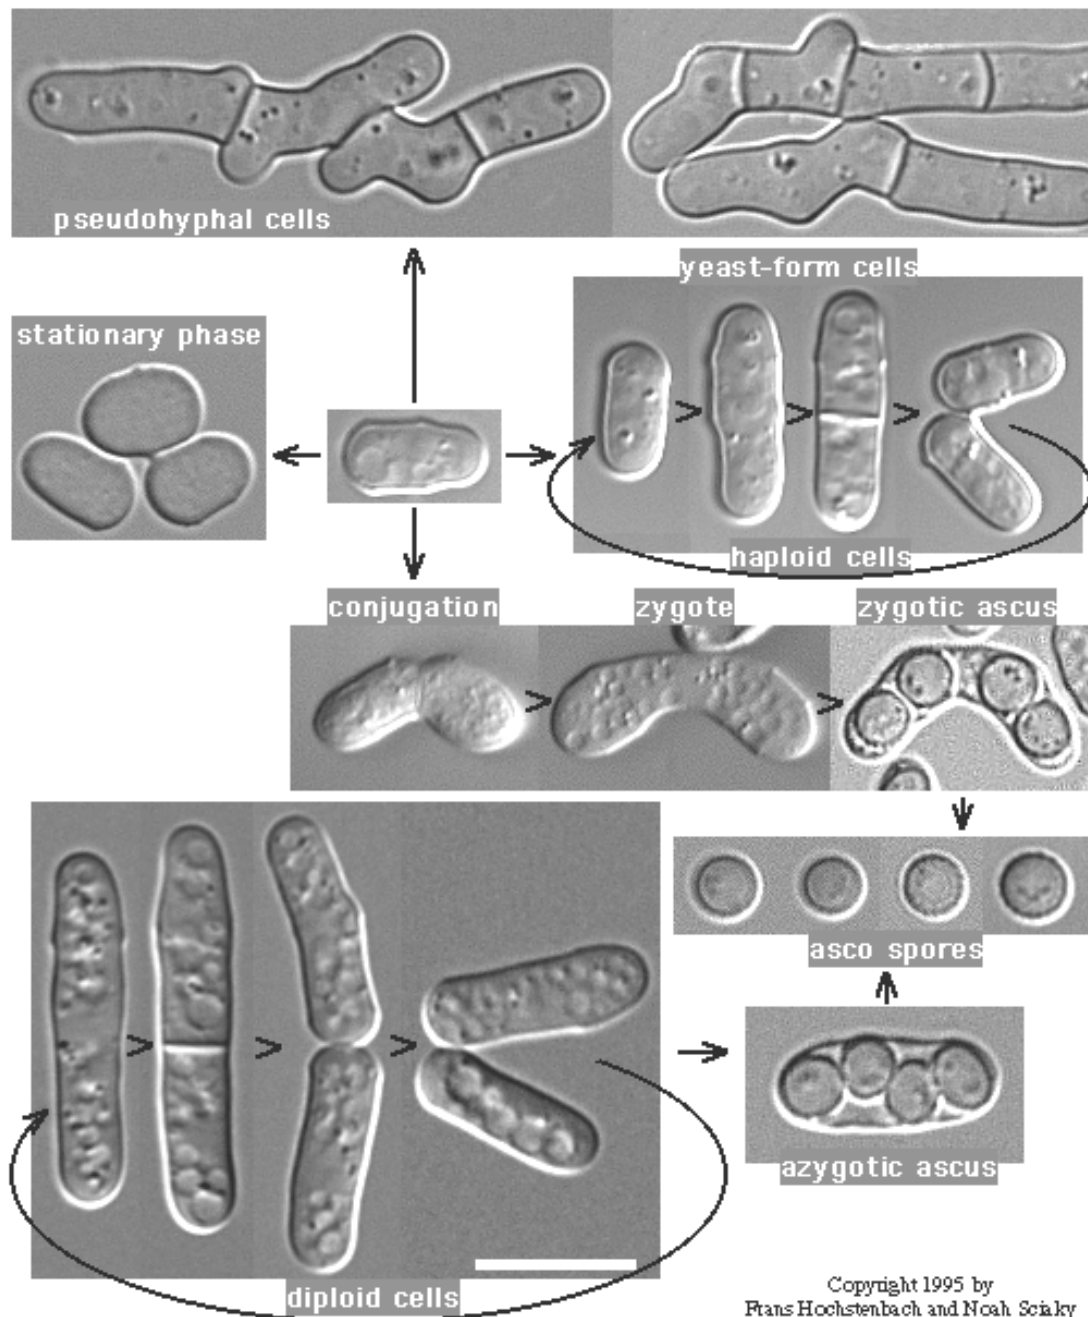 pseudohyphal cells
yeast-form cells
stationary phase
haploid cells
conjugation
zygote
zygotic ascus
asco spores
azygotic ascus
diploid cells
Copyright 1995 by
Frans Hochstenbach and Noah Sciaky